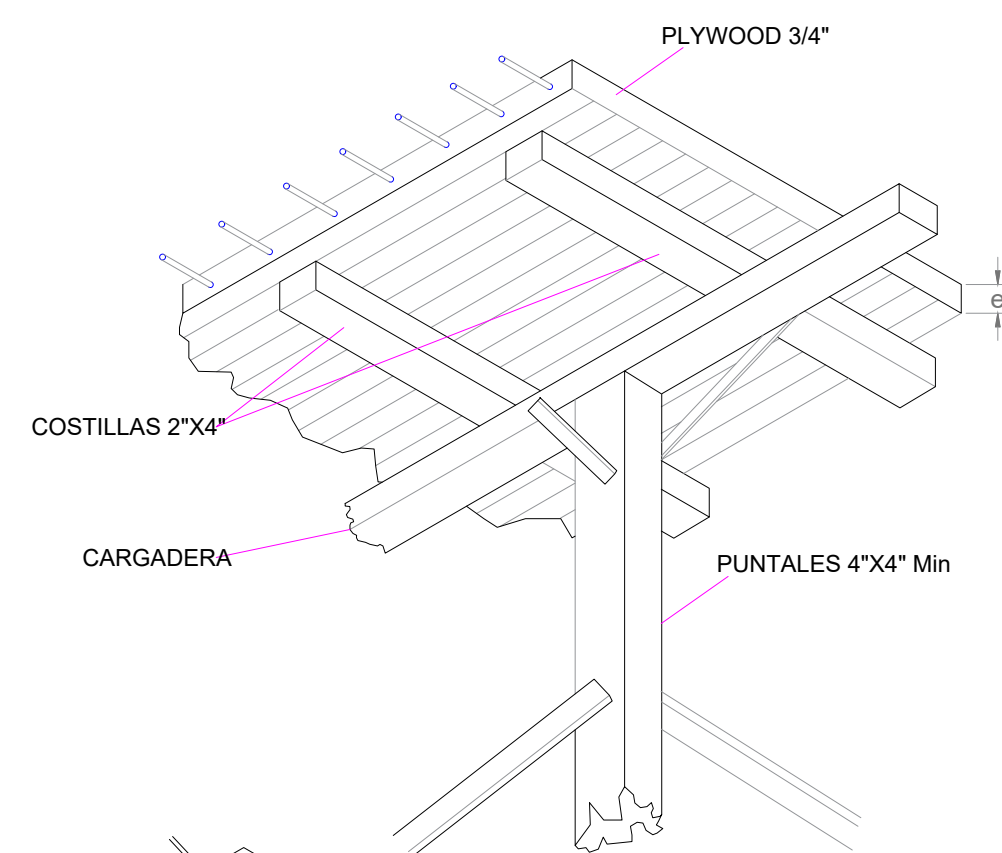 PLYWOOD 3/4"
e
COSTILLAS 2"X4"
CARGADERA
PUNTALES 4"X4" Min